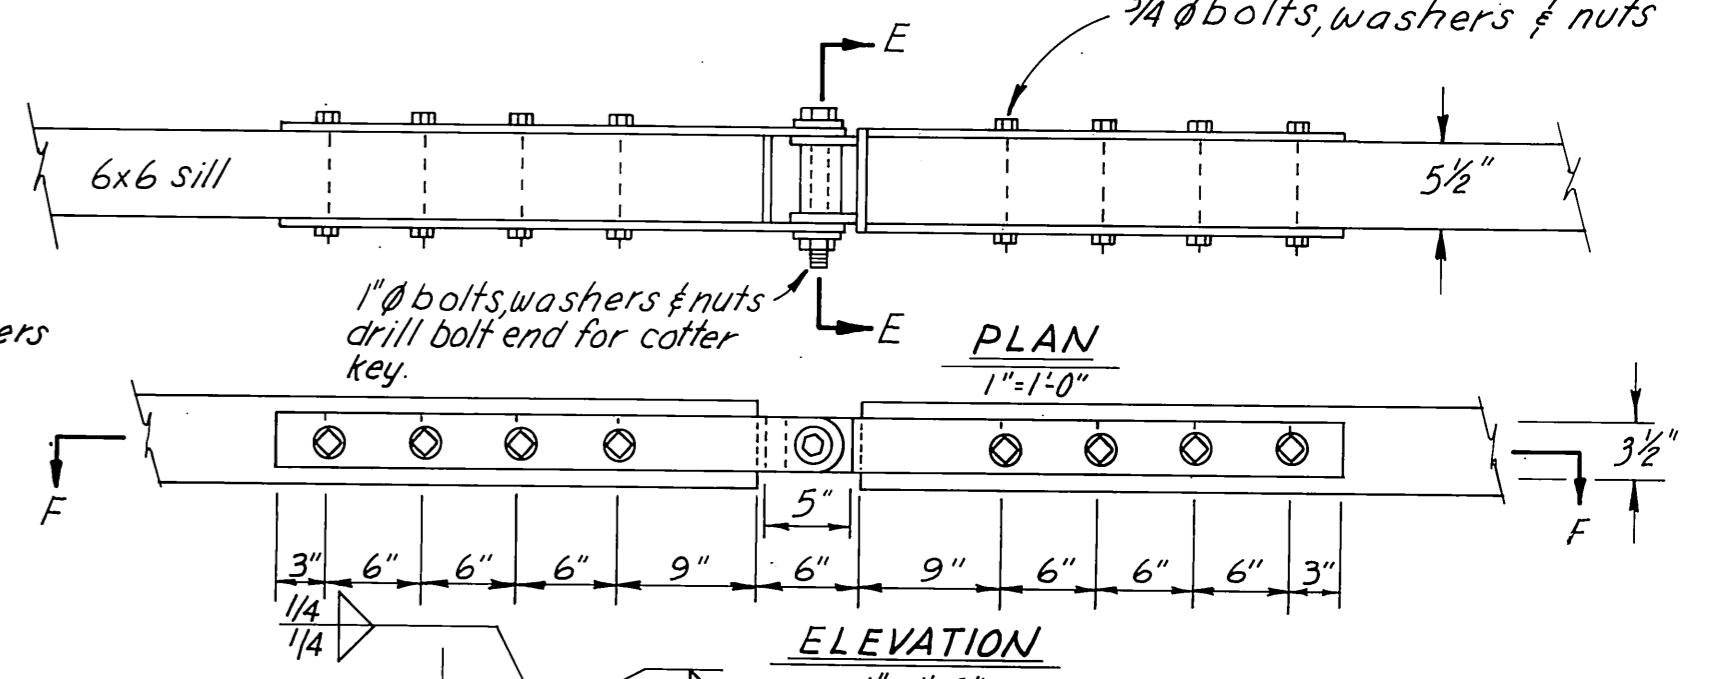 3/4 Ø bolts, washers & nuts
E
6x6 sill
5½"
1"Ø bolts, washers & nuts
drill bolt end for cotter
key.
E
PLAN
1"=1'-0"
F
5"
3½"
F
3" 6" 6" 6" 9" 6" 9" 6" 6" 6" 3"
1/4
1/4
ELEVATION